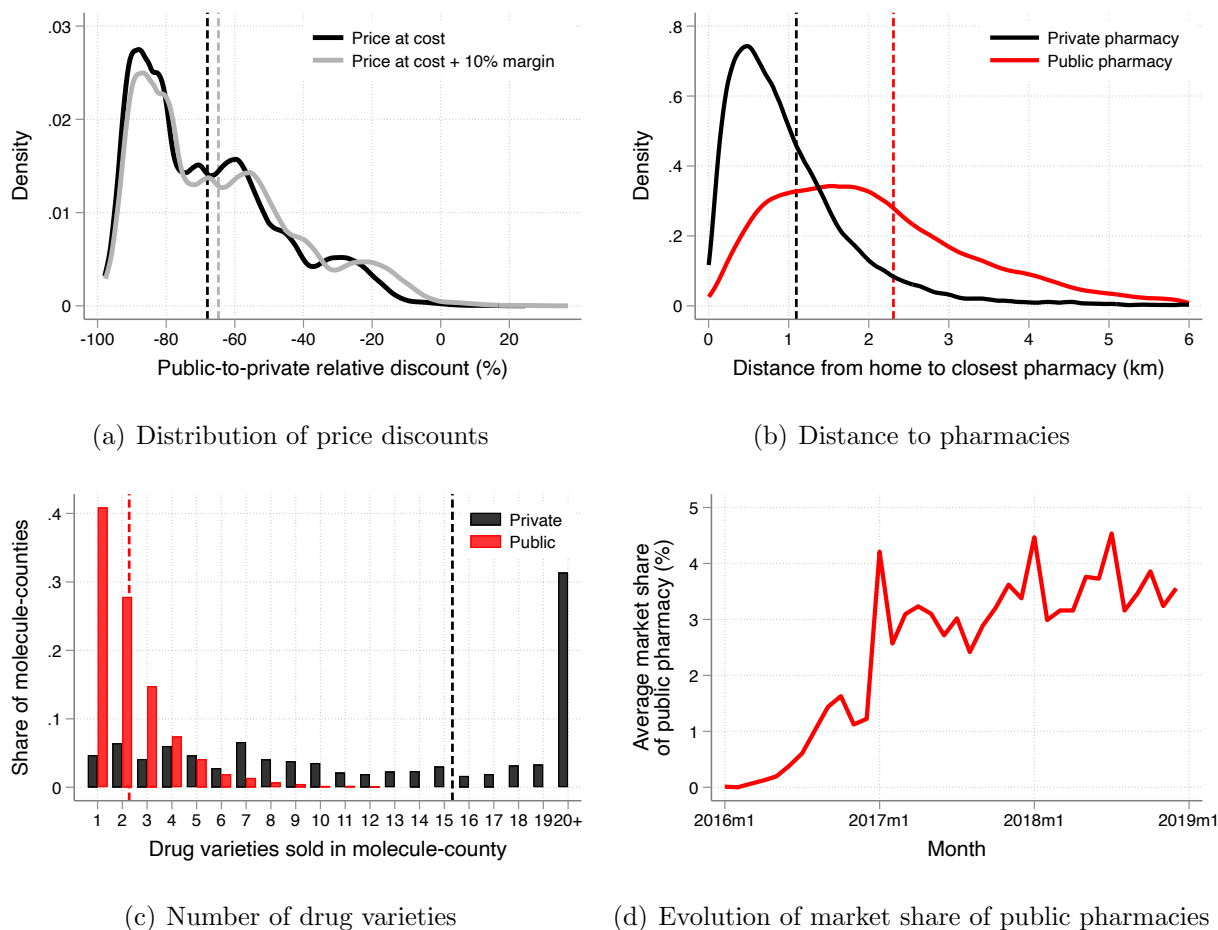 .03
.02
.01
0
Density
-100
-80
-60
-40
-20
0
20
Public-to-private relative discount (%)
Price at cost
Price at cost + 10% margin
(a) Distribution of price discounts
.8
.6
.4
.2
0
Density
0
1
2
3
4
5
6
Distance from home to closest pharmacy (km)
Private pharmacy
Public pharmacy
(b) Distance to pharmacies
.4
.3
.2
.1
0
Share of molecule-counties
1
2
3
4
5
6
7
8
9
10
11
12
13
14
15
16
17
18
19
20+
Drug varieties sold in molecule-county
Private
Public
(c) Number of drug varieties
5
4
3
2
1
0
Average market share
of public pharmacy (%)
2016m1
2017m1
2018m1
2019m1
Month
(d) Evolution of market share of public pharmacies